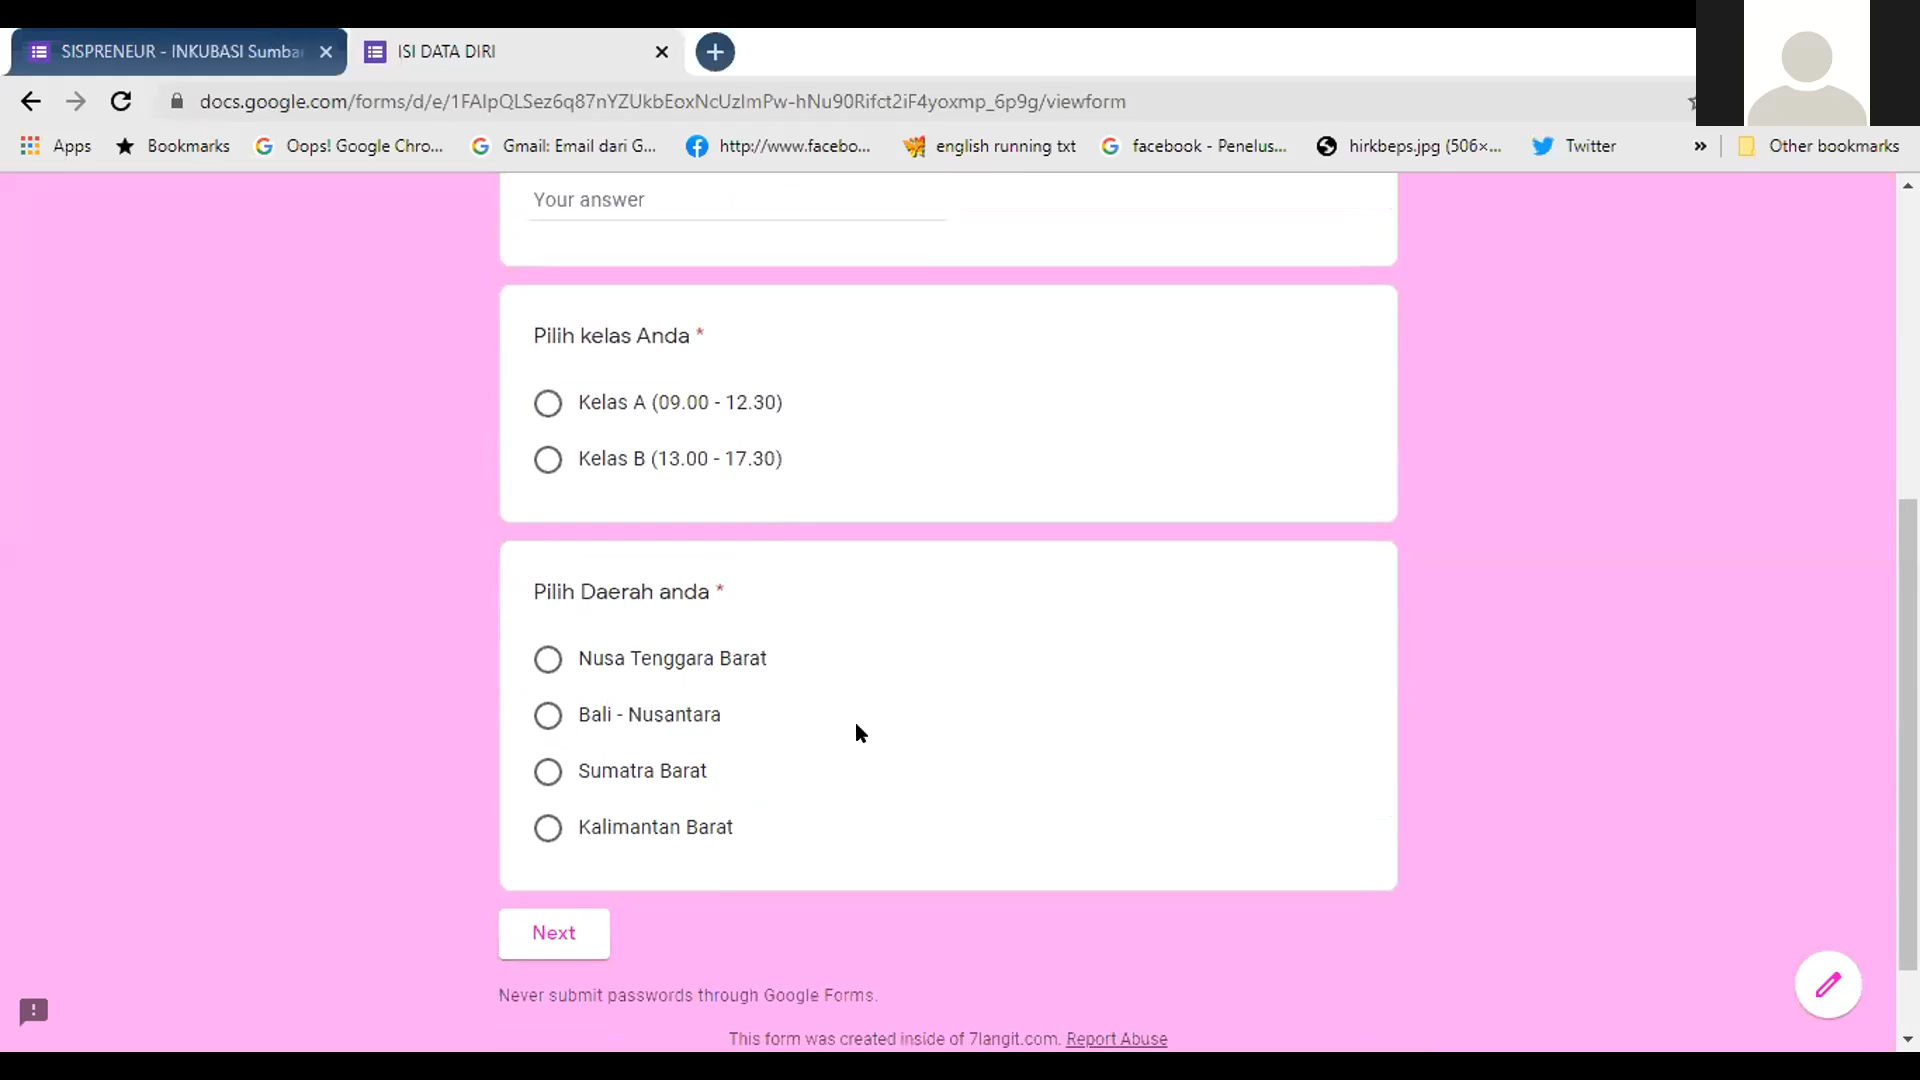 SISPRENEUR - INKUBASI Sumba
ISI DATA DIRI
docs.google.com/forms/d/e/1FAIpQLSez6q87nYZUkbEoxNcUzImPw-hNu90Rifct2iF4yoxmp_6p9g/viewform
Apps Bookmarks Oops! Google Chro... Gmail: Email dari G... http://www.facebo... english running txt facebook - Penelus... hirkbeps.jpg (506×... Twitter » Other bookmarks
Your answer
Pilih kelas Anda *
Kelas A (09.00 - 12.30)
Kelas B (13.00 - 17.30)
Pilih Daerah anda *
Nusa Tenggara Barat
Bali - Nusantara
Sumatra Barat
Kalimantan Barat
Next
Never submit passwords through Google Forms.
This form was created inside of 7langit.com. Report Abuse